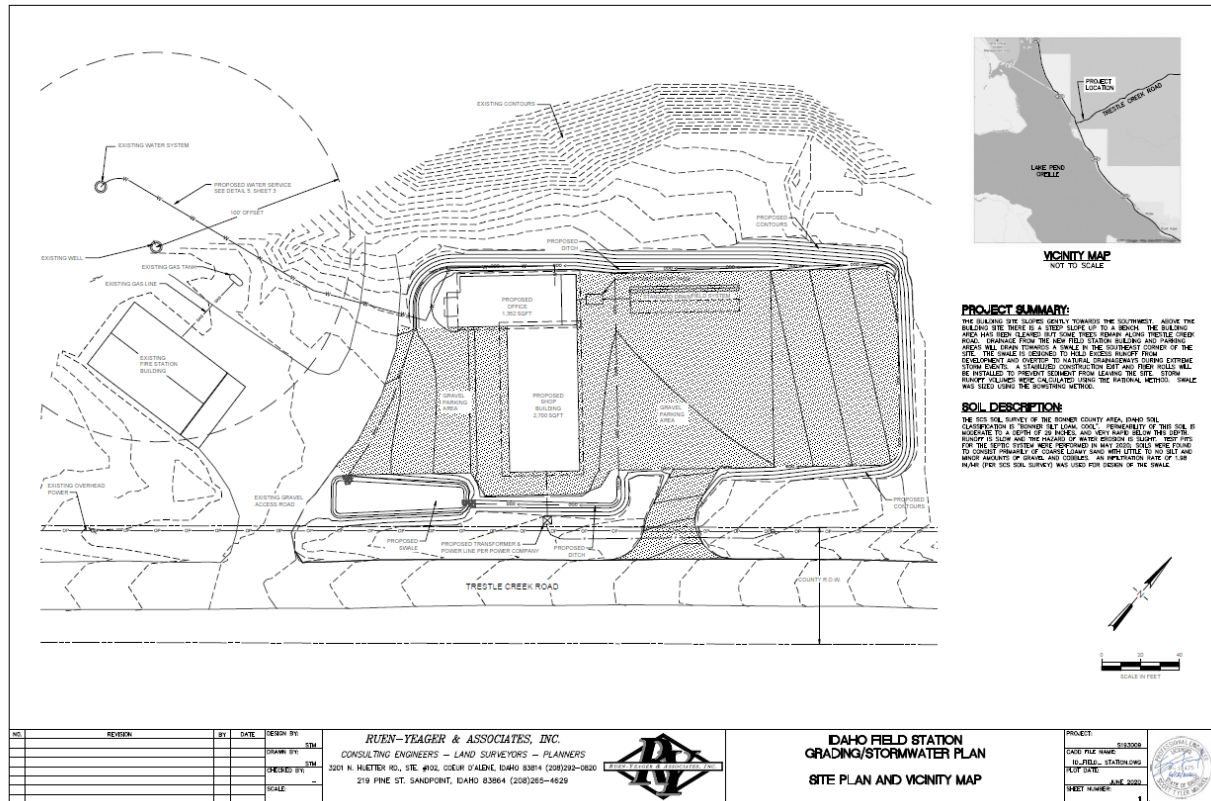 EXISTING CONTOURS
EXISTING WATER SYSTEM
PROPOSED WATER SERVICE
SEE DETAIL 5, SHEET 3
100' OFFSET
EXISTING WELL
EXISTING GAS TANK
EXISTING GAS LINE
PROPOSED
DITCH
PROPOSED
CONTOURS
PROPOSED
OFFICE
STANDARD DRAINFIELD SYSTEM
EXISTING
FIRE STATION
BUILDING
GRAVEL
PARKING
AREA
PROPOSED
SHOP
BUILDING
2,700 SQFT
GRAVEL
PARKING
AREA
EXISTING OVERHEAD
POWER
EXISTING GRAVEL
ACCESS ROAD
PROPOSED
SWALE
PROPOSED TRANSFORMER &
POWER LINE PER POWER COMPANY
PROPOSED
DITCH
PROPOSED
CONTOURS
COUNTY R.O.W.
TRESTLE CREEK ROAD
PROJECT
LOCATION
TRESTLE CREEK ROAD
LAKE PEND
OREILLE
VICINITY MAP
NOT TO SCALE
PROJECT SUMMARY:
THE BUILDING SITE SLOPES GENTLY TOWARDS THE SOUTHWEST. ABOVE THE
BUILDING SITE THERE IS A STEEP SLOPE UP TO A BENCH. THE BUILDING
AREA HAS BEEN CLEARED BUT SOME TREES REMAIN ALONG TRESTLE CREEK
ROAD. DRAINAGE FROM THE NEW FIELD STATION BUILDING AND PARKING
AREAS WILL DRAIN TOWARDS A SWALE IN THE SOUTHEAST CORNER OF THE
SITE. THE SWALE IS DESIGNED TO HOLD EXCESS RUNOFF FROM
DEVELOPMENT AND OVERTOP TO NATURAL DRAINAGEWAYS DURING EXTREME
STORM EVENTS. A STABILIZED CONSTRUCTION EXIT AND FIBER ROLLS WILL
BE INSTALLED TO PREVENT SEDIMENT FROM LEAVING THE SITE. STORM
RUNOFF VOLUMES WERE CALCULATED USING THE RATIONAL METHOD. SWALE
WAS SIZED USING THE BOWSTRING METHOD.
SOIL DESCRIPTION:
THE SCS SOIL SURVEY OF THE BONNER COUNTY AREA, IDAHO SOIL
CLASSIFICATION IS "BONNER SILT LOAM, COOL". PERMEABILITY OF THIS SOIL IS
MODERATE TO A DEPTH OF 29 INCHES, AND VERY RAPID BELOW THIS DEPTH.
RUNOFF IS SLOW AND THE HAZARD OF WATER EROSION IS SLIGHT. TEST PITS
FOR THE SEPTIC SYSTEM WERE PERFORMED IN MAY 2020; SOILS WERE FOUND
TO CONSIST PRIMARILY OF COARSE LOAMY SAND WITH LITTLE TO NO SILT AND
MINOR AMOUNTS OF GRAVEL AND COBBLES. AN INFILTRATION RATE OF 1.98
IN/HR (PER SCS SOIL SURVEY) WAS USED FOR DESIGN OF THE SWALE.
N
0 20 40
SCALE IN FEET
NO. REVISION BY DATE
DESIGN BY:
STM
DRAWN BY:
STM
CHECKED BY:
--
SCALE:
RUEN-YEAGER & ASSOCIATES, INC.
CONSULTING ENGINEERS - LAND SURVEYORS - PLANNERS
3201 N. HUETTER RD., STE. #102, COEUR D'ALENE, IDAHO 83814 (208)292-0820
219 PINE ST. SANDPOINT, IDAHO 83864 (208)265-4629
RUEN-YEAGER & ASSOCIATES, INC.
IDAHO FIELD STATION
GRADING/STORMWATER PLAN
SITE PLAN AND VICINITY MAP
PROJECT:
S193009
CADD FILE NAME:
ID_FIELD_ STATION.DWG
PLOT DATE:
JUNE 2020
SHEET NUMBER:
1